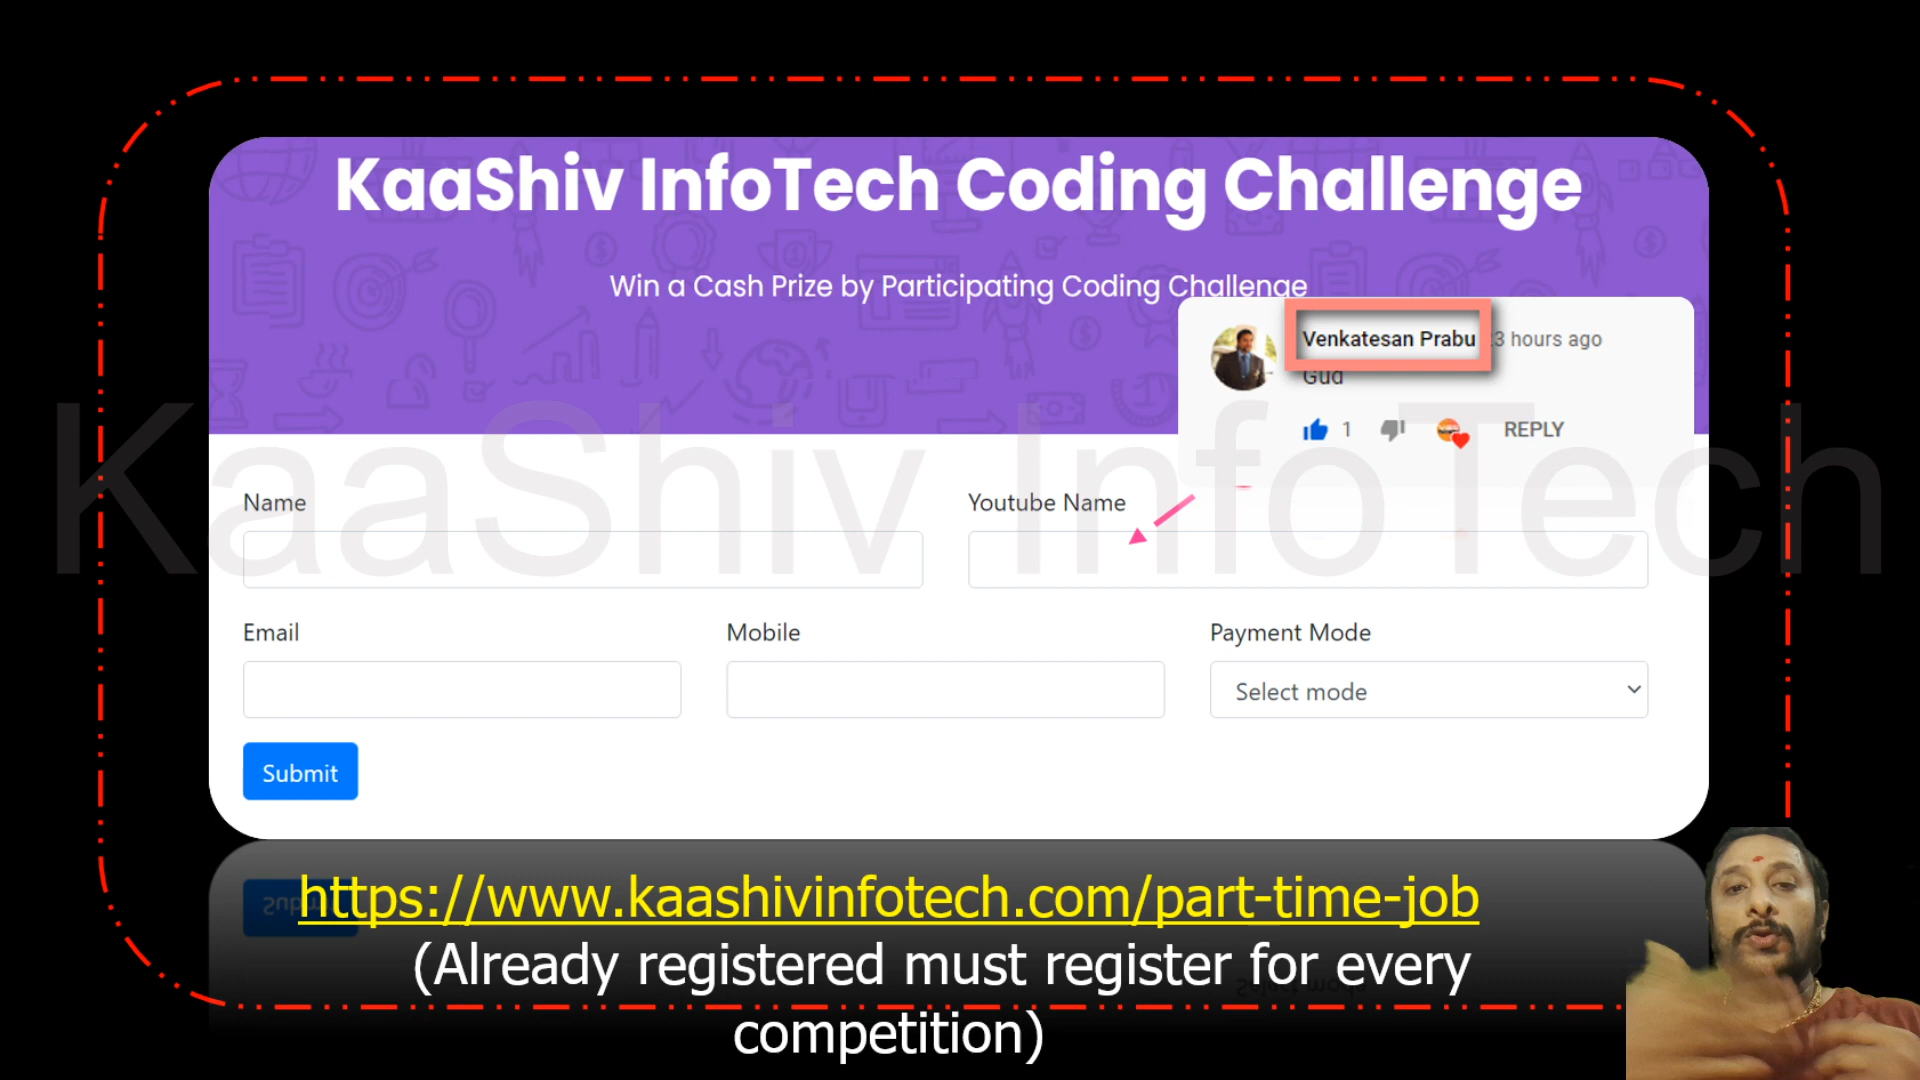 KaaShiv InfoTech Coding Challenge
Win a Cash Prize by Participating Coding Challenge
Venkatesan Prabu 3 hours ago
Gud
1 REPLY
KaaShiv InfoTech
Name
Youtube Name
Email
Mobile
Payment Mode
Select mode
Submit
https://www.kaashivinfotech.com/part-time-job
(Already registered must register for every
competition)